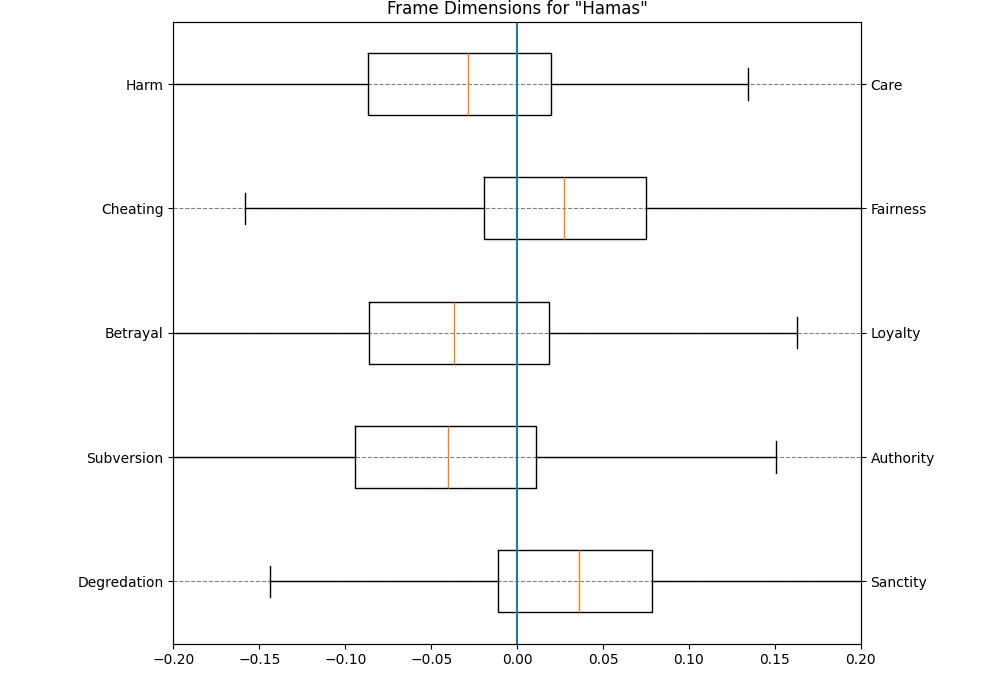 Frame Dimensions for "Hamas"
Harm Care
Cheating Fairness
Betrayal Loyalty
Subversion Authority
Degredation Sanctity
−0.20 −0.15 −0.10 −0.05 0.00 0.05 0.10 0.15 0.20